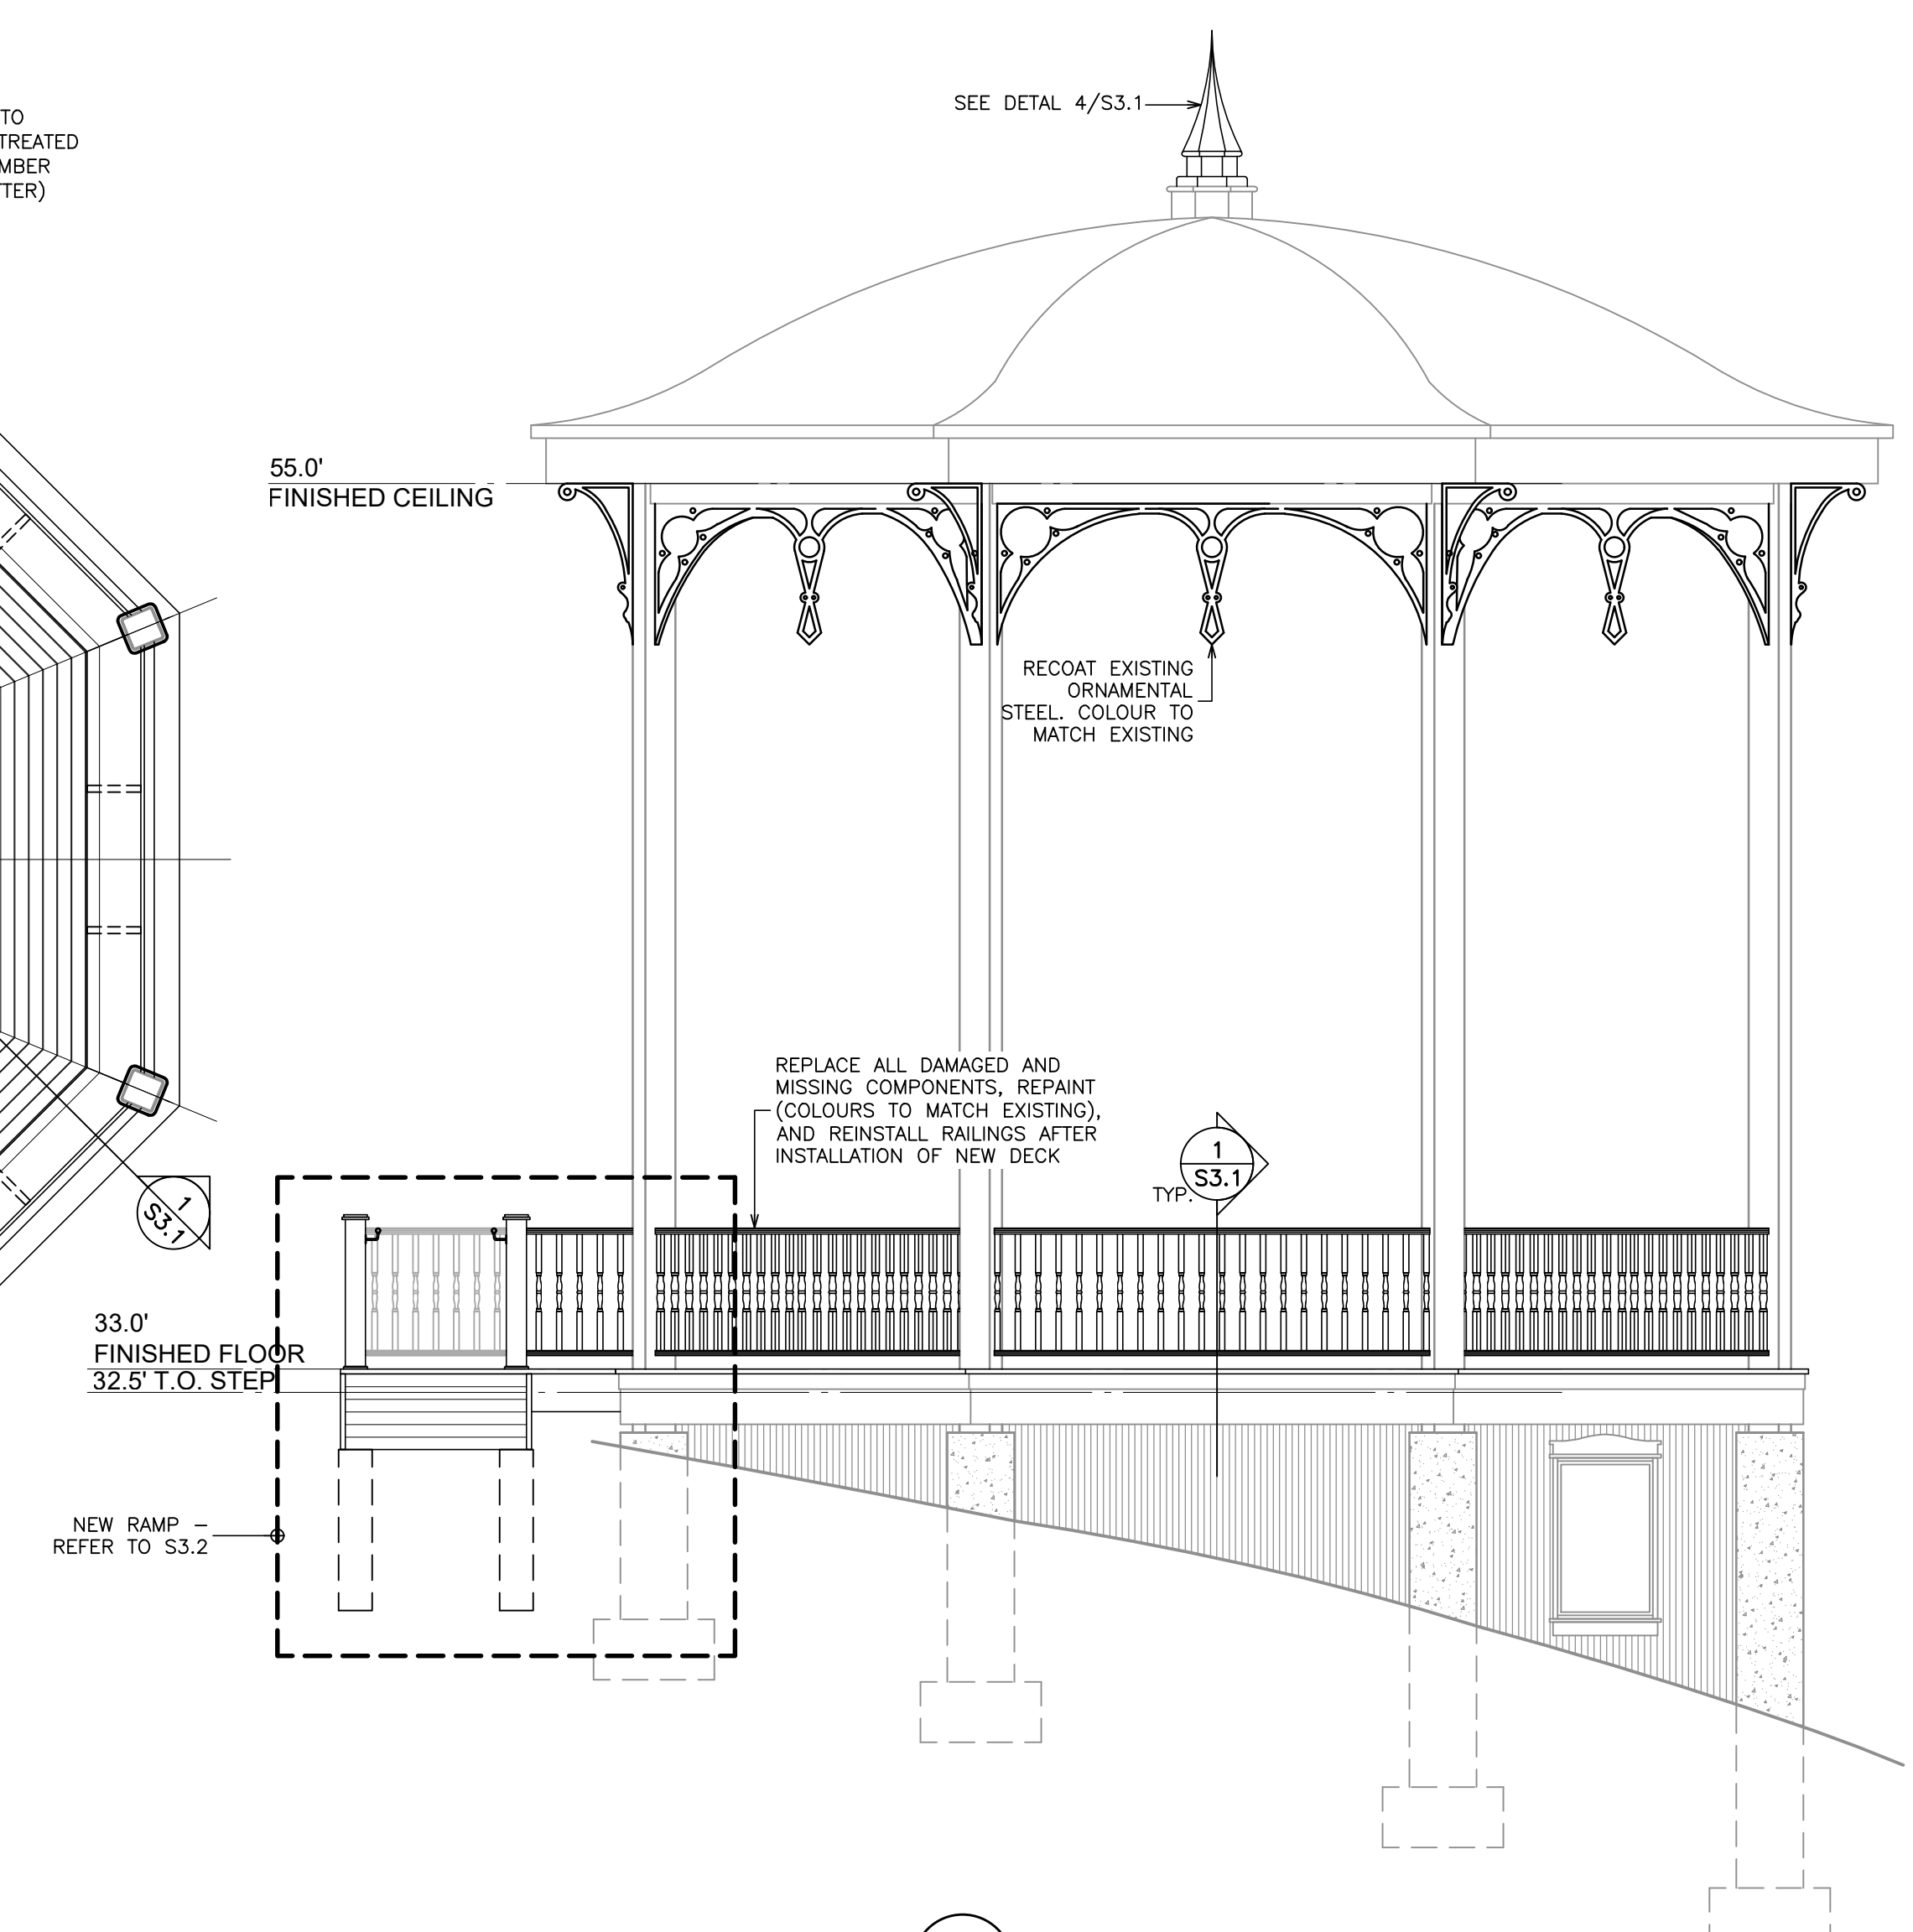 SEE DETAL 4/S3.1
TO
TREATED
MBER
TER)
55.0'
FINISHED CEILING
RECOAT EXISTING
ORNAMENTAL
STEEL. COLOUR TO
MATCH EXISTING
REPLACE ALL DAMAGED AND
MISSING COMPONENTS, REPAINT
(COLOURS TO MATCH EXISTING),
AND REINSTALL RAILINGS AFTER
INSTALLATION OF NEW DECK
1
S3.1
TYP.
1
S3.1
33.0'
FINISHED FLOOR
32.5' T.O. STEP
NEW RAMP –
REFER TO S3.2